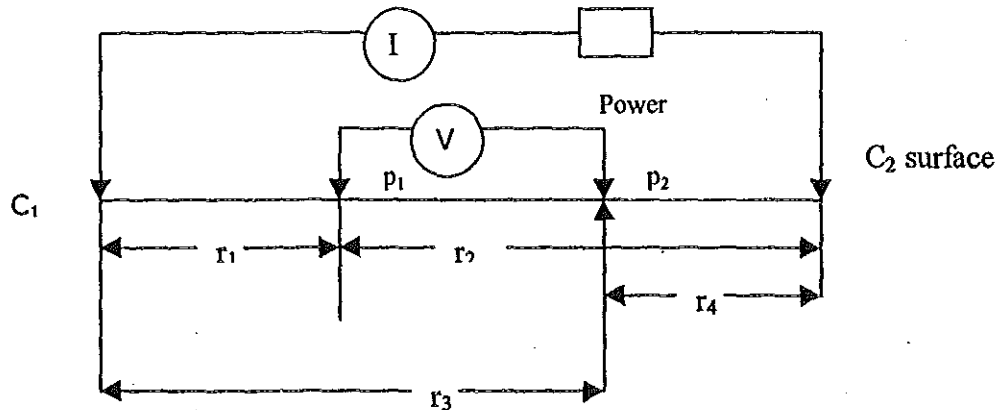 I
Power
V
C₂ surface
p₁
p₂
C₁
r₁
r₂
r₄
r₃